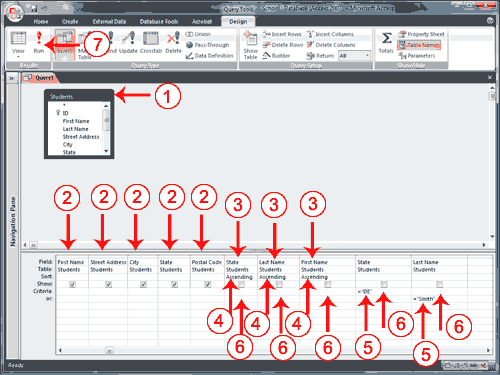 Query Tools
School Database (Access 2007) - Microsoft Access
Home Create External Data Database Tools Acrobat Design
View Run Select Update Crosstab Delete
Union
Pass-Through
Data Definition
Show Table
Insert Rows
Delete Rows
Builder
Insert Columns
Delete Columns
Return: All
Totals
Property Sheet
Table Names
Parameters
Results Query Type Query Setup Show/Hide
7
Query1
Students
1
*
ID
First Name
Last Name
Street Address
City
State
Navigation Pane
2 2 2 2 2 3 3 3
Field: First Name Street Address City State Postal Code State Last Name First Name State Last Name
Table: Students Students Students Students Students Students Students Students Students Students
Sort: Ascending Ascending Ascending
Show:
Criteria: ="DE"
or: ="Smith"
4 4 4
6 6 6 5 6 5 6
Ready